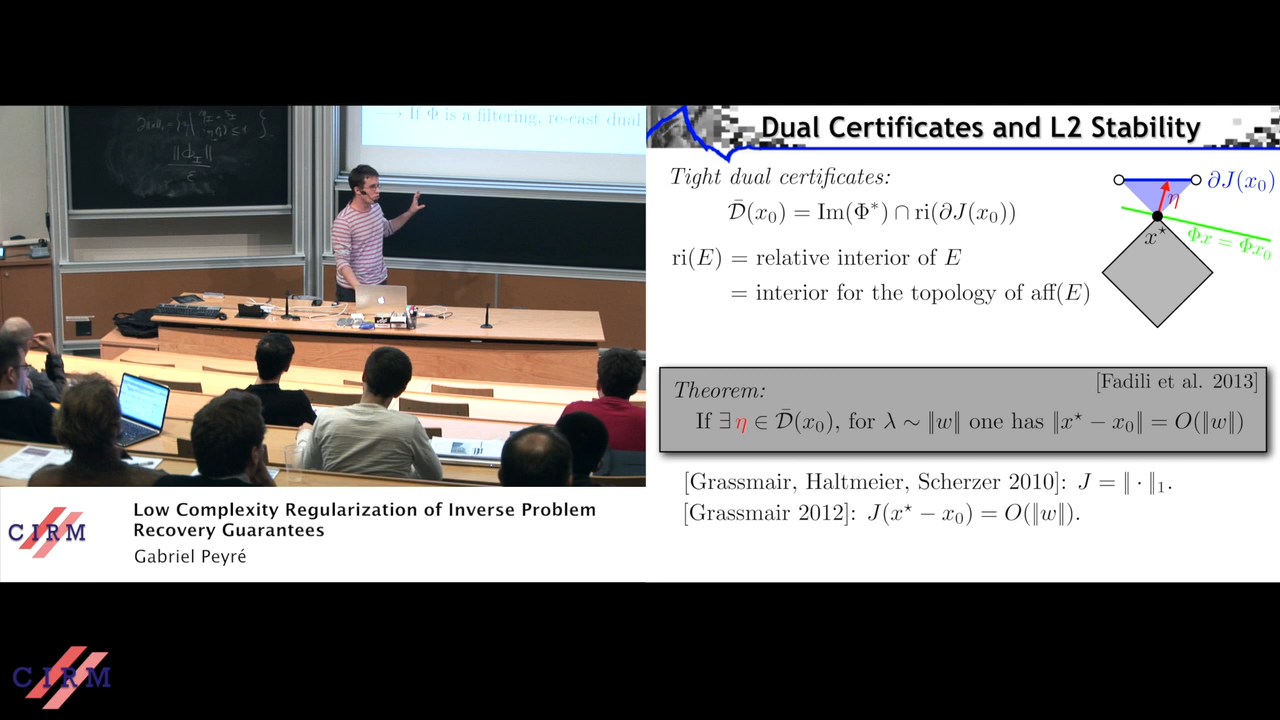 → If Φ is a filtering, re-cast dual
Dual Certificates and L2 Stability
Tight dual certificates:
D̄(x₀) = Im(Φ*) ∩ ri(∂J(x₀))
ri(E) = relative interior of E
= interior for the topology of aff(E)
∂J(x₀)
η
x⋆
Φx = Φx₀
Theorem:
[Fadili et al. 2013]
If ∃ η ∈ D̄(x₀), for λ ∼ ‖w‖ one has ‖x⋆ − x₀‖ = O(‖w‖)
[Grassmair, Haltmeier, Scherzer 2010]: J = ‖ · ‖₁.
[Grassmair 2012]: J(x⋆ − x₀) = O(‖w‖).
CIRM
Low Complexity Regularization of Inverse Problem
Recovery Guarantees
Gabriel Peyré
CIRM